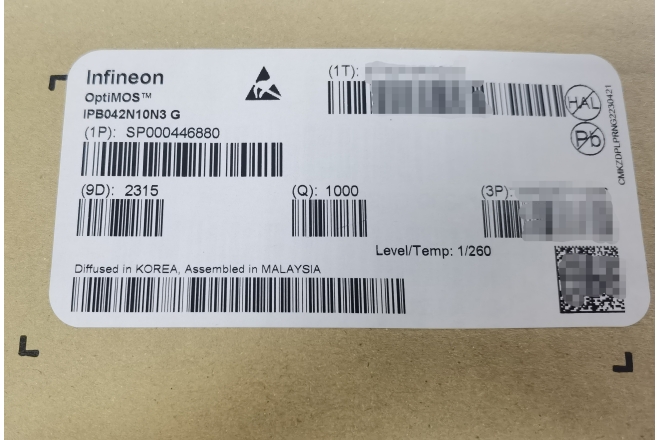 Infineon
OptiMOS™
IPB042N10N3 G
(1P): SP000446880
(1T):
HAL
Pb
(9D): 2315
(Q): 1000
(3P):
Level/Temp: 1/260
Diffused in KOREA, Assembled in MALAYSIA